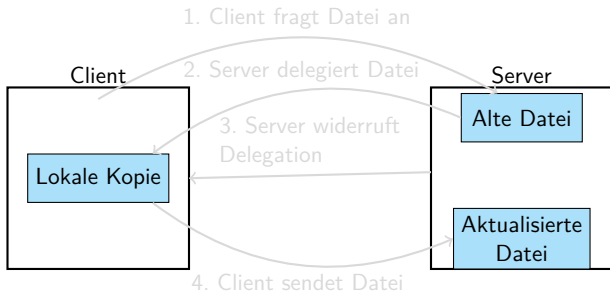 1. Client fragt Datei an
Client
2. Server delegiert Datei
Server
Alte Datei
3. Server widerruft
Delegation
Lokale Kopie
Aktualisierte
Datei
4. Client sendet Datei